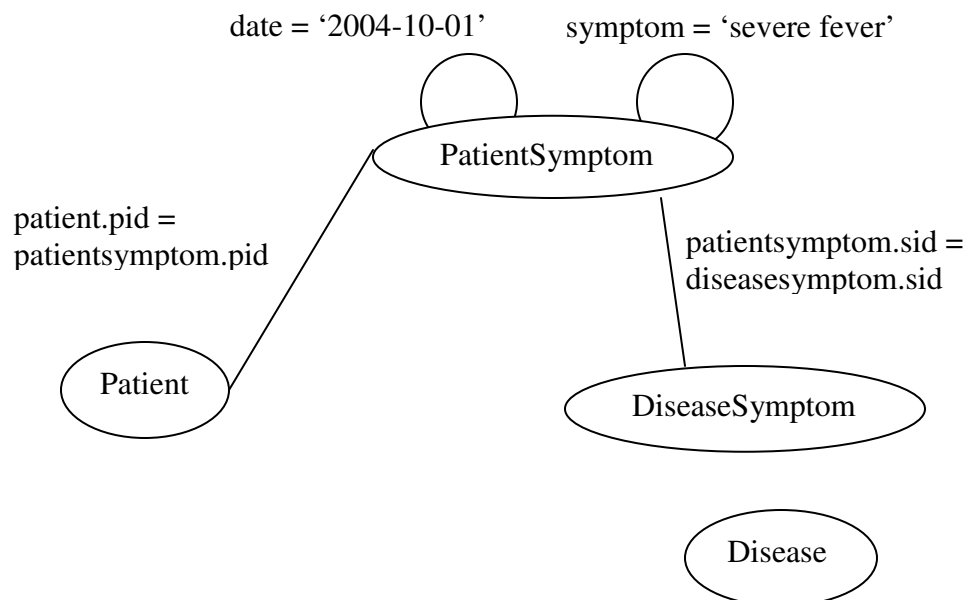 date = ‘2004-10-01’
symptom = ‘severe fever’
PatientSymptom
patient.pid =
patientsymptom.pid
patientsymptom.sid =
diseasesymptom.sid
Patient
DiseaseSymptom
Disease